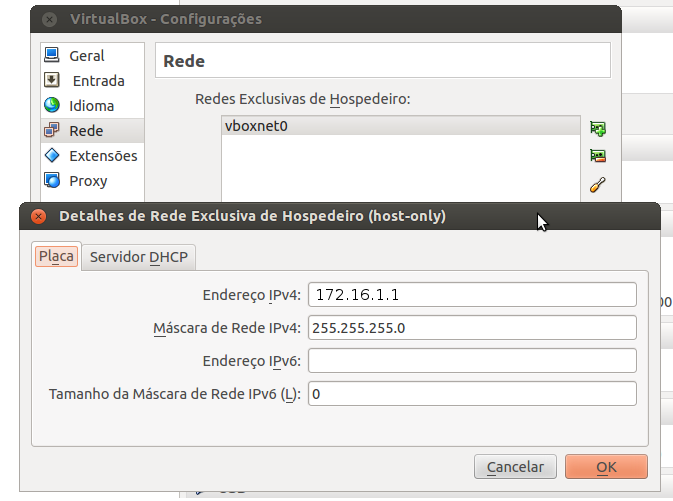 VirtualBox - Configurações
Geral
Entrada
Idioma
Rede
Extensões
Proxy
Rede
Redes Exclusivas de Hospedeiro:
vboxnet0
Detalhes de Rede Exclusiva de Hospedeiro (host-only)
Placa
Servidor DHCP
Endereço IPv4: 172.16.1.1
Máscara de Rede IPv4: 255.255.255.0
Endereço IPv6:
Tamanho da Máscara de Rede IPv6 (L): 0
Cancelar
OK